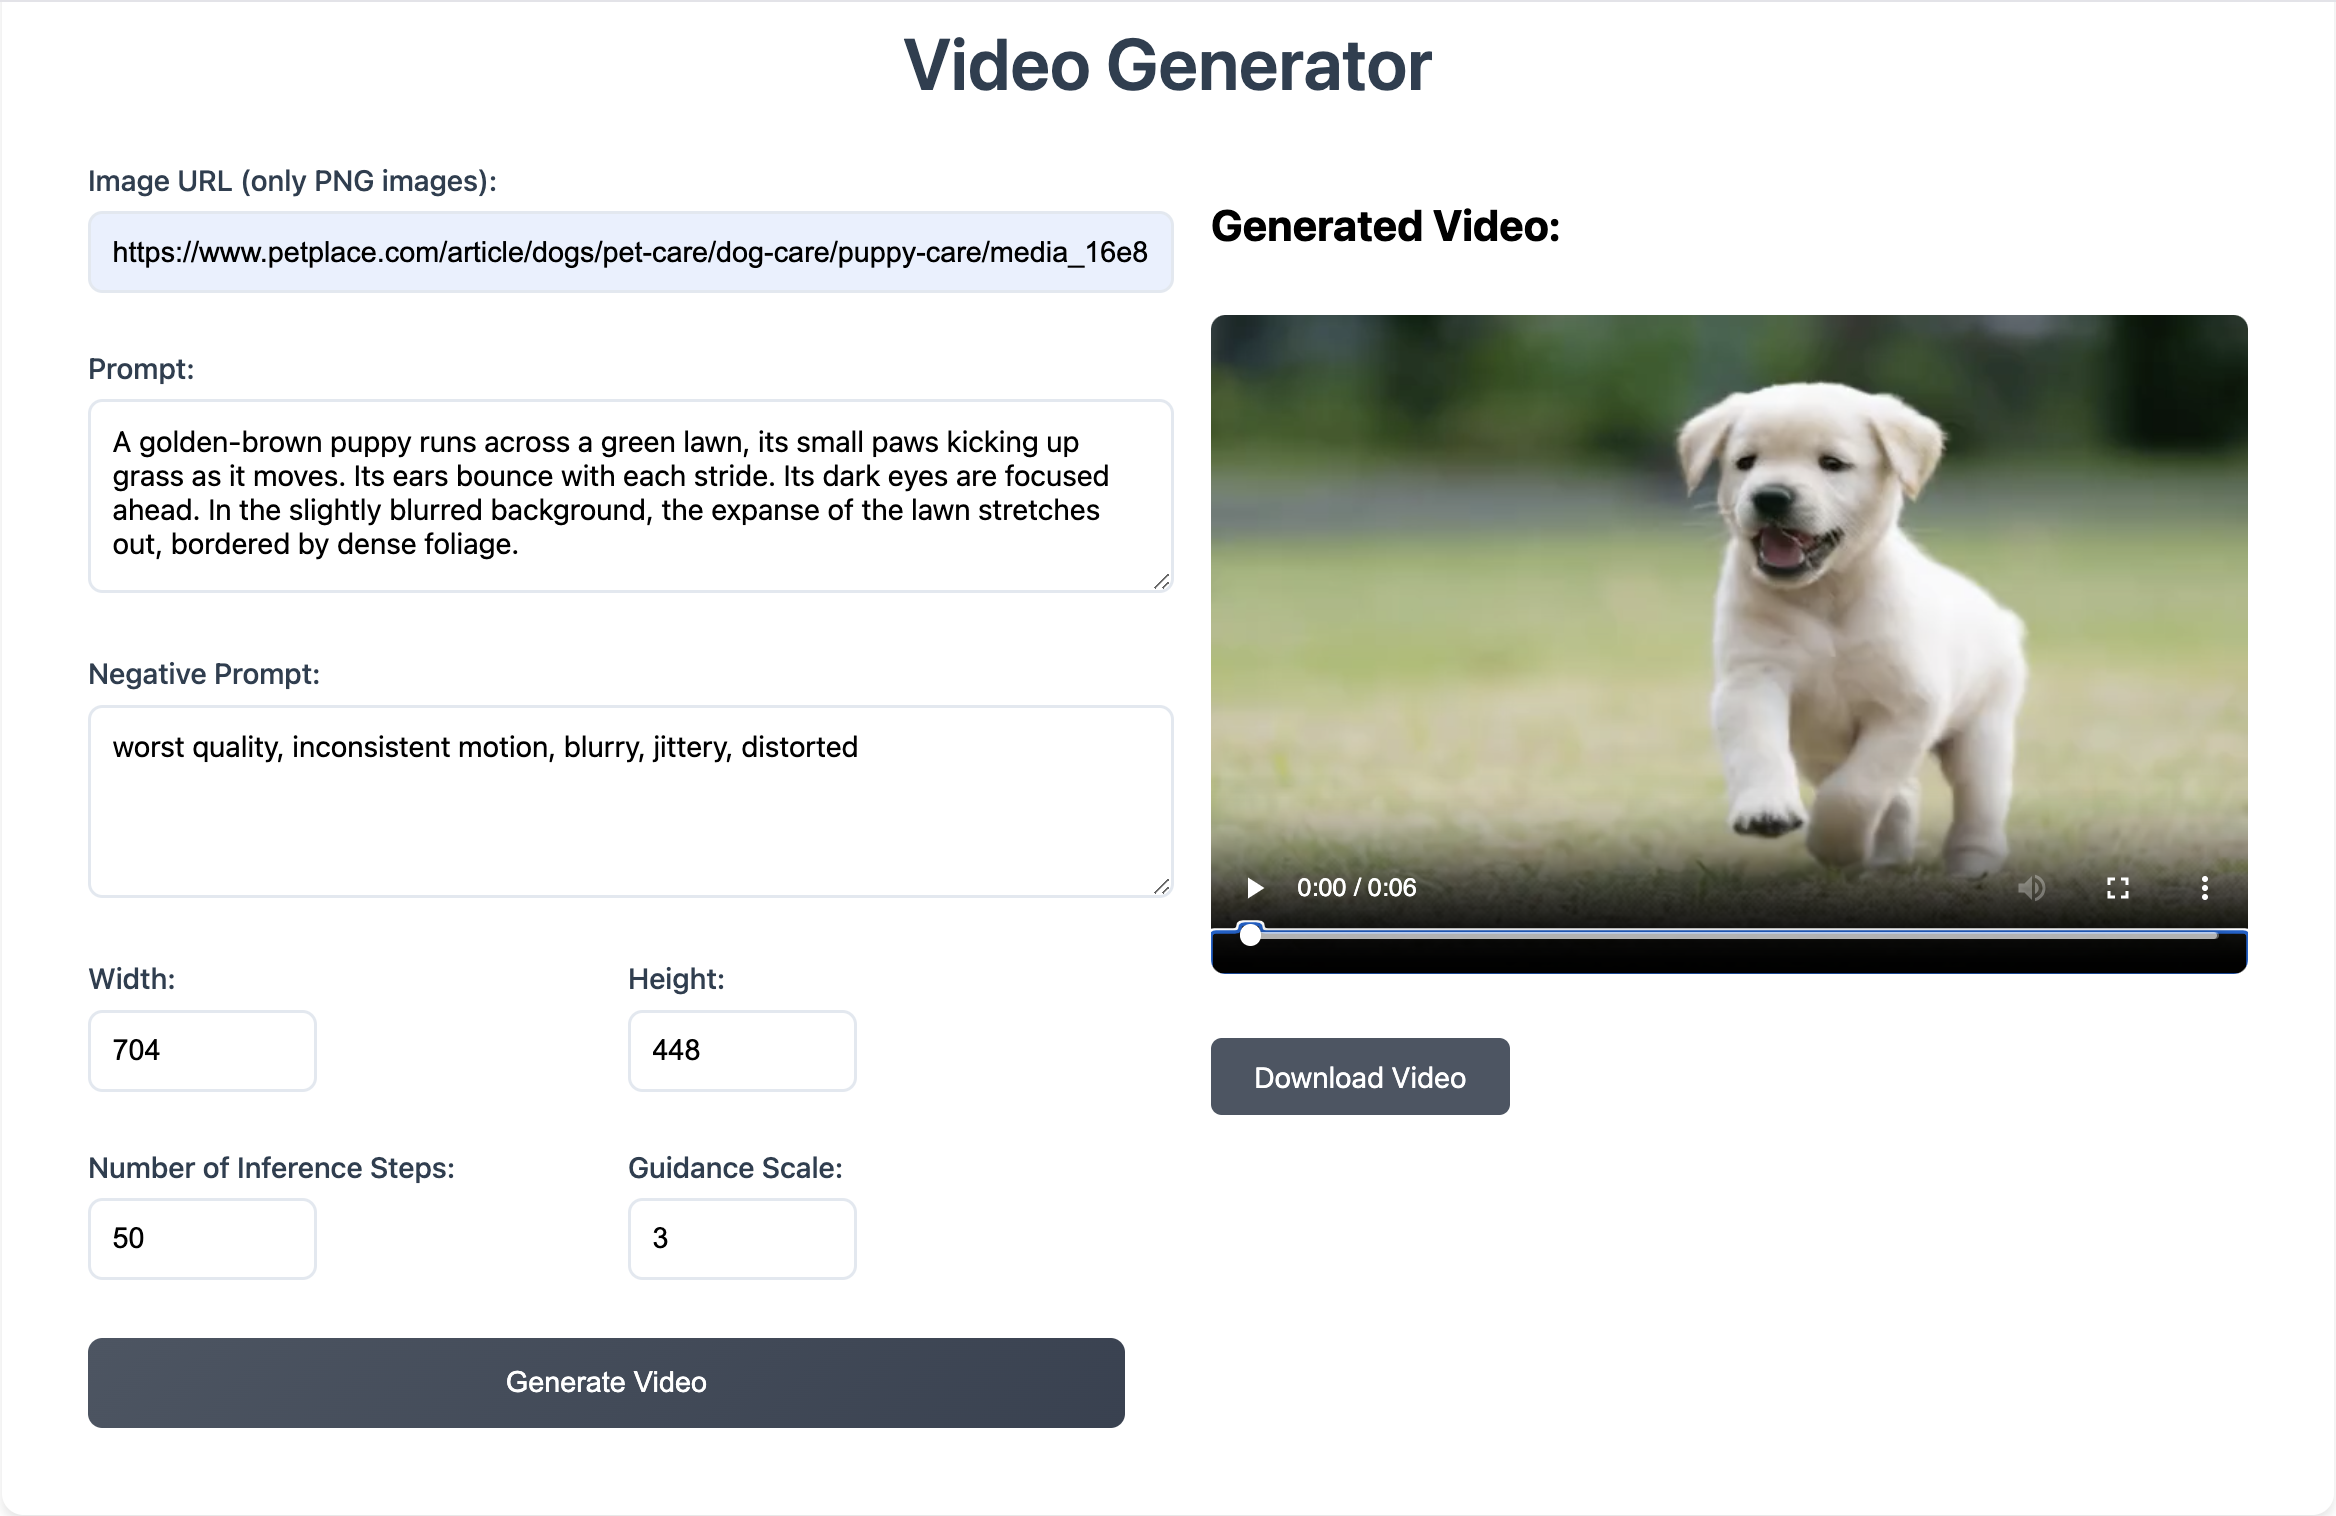 Video Generator
Image URL (only PNG images):
https://www.petplace.com/article/dogs/pet-care/dog-care/puppy-care/media_16e8
Prompt:
A golden-brown puppy runs across a green lawn, its small paws kicking up
grass as it moves. Its ears bounce with each stride. Its dark eyes are focused
ahead. In the slightly blurred background, the expanse of the lawn stretches
out, bordered by dense foliage.
Negative Prompt:
worst quality, inconsistent motion, blurry, jittery, distorted
Width:
704
Height:
448
Number of Inference Steps:
50
Guidance Scale:
3
Generate Video
Generated Video:
0:00 / 0:06
Download Video